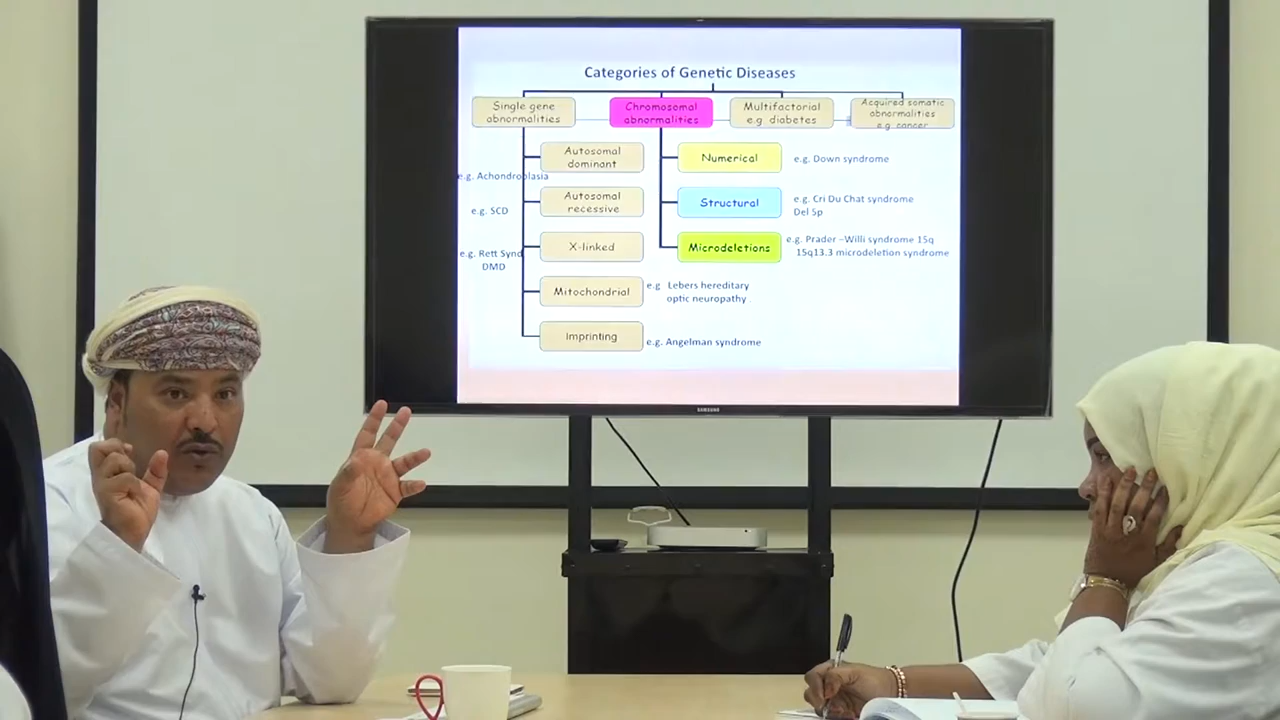 Categories of Genetic Diseases
Single gene
abnormalities
Chromosomal
abnormalities
Multifactorial
e.g. diabetes
Acquired somatic
abnormalities
e.g. cancer
Autosomal
dominant
e.g. Achondroplasia
Autosomal
recessive
e.g. SCD
X-linked
e.g. Rett Synd
DMD
Mitochondrial
e.g Lebers hereditary
optic neuropathy
Imprinting
e.g. Angelman syndrome
Numerical
e.g. Down syndrome
Structural
e.g. Cri Du Chat syndrome
Del 5p
Microdeletions
e.g. Prader –Willi syndrome 15q
15q13.3 microdeletion syndrome
SAMSUNG